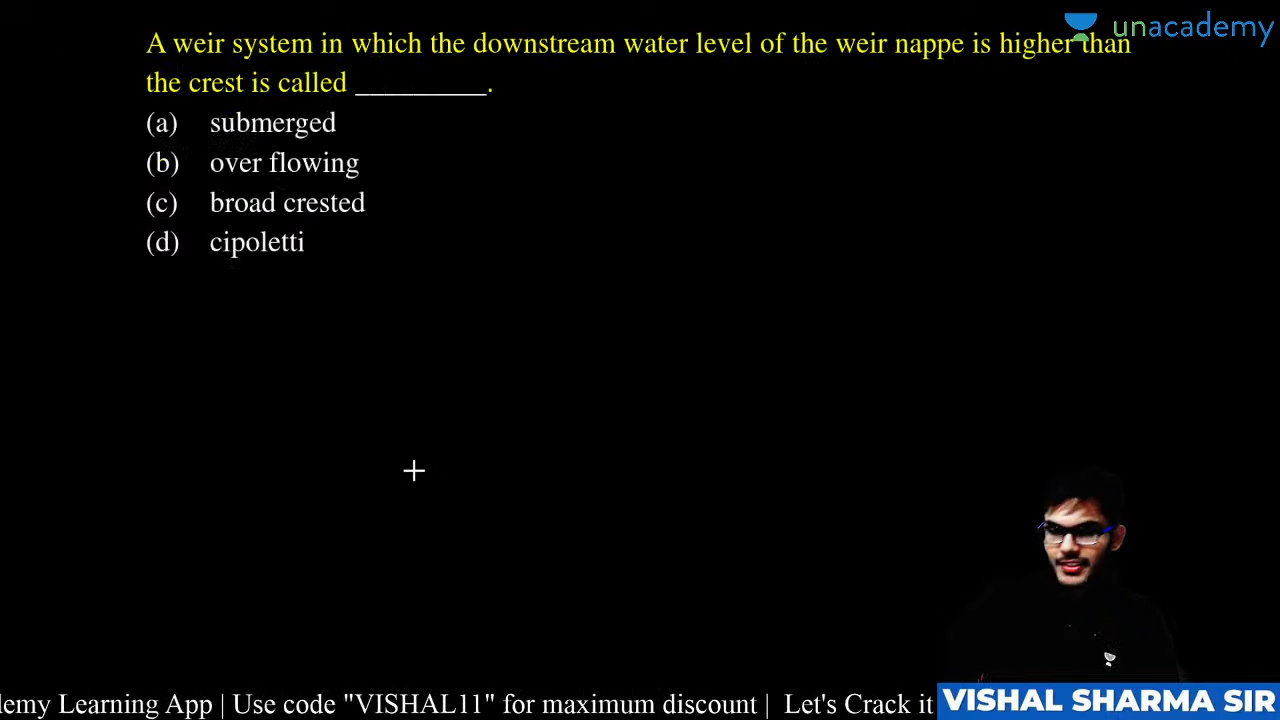 unacademy
A weir system in which the downstream water level of the weir nappe is higher than
the crest is called _________.
(a) submerged
(b) over flowing
(c) broad crested
(d) cipoletti
demy Learning App | Use code "VISHAL11" for maximum discount | Let's Crack it
VISHAL SHARMA SIR